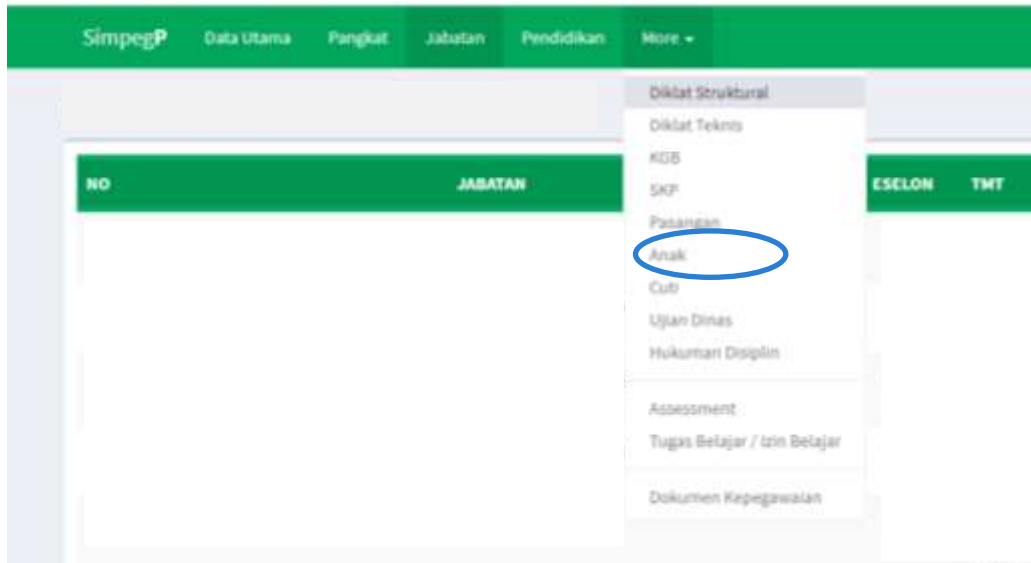 SimpegP Data Utama Pangkat Jabatan Pendidikan More
Diklat Struktural
Diklat Teknis
KGB
NO JABATAN ESELON TMT
SKP
Pasangan
Anak
Cuti
Ujian Dinas
Hukuman Disiplin
Assessment
Tugas Belajar / Izin Belajar
Dokumen Kepegawaian